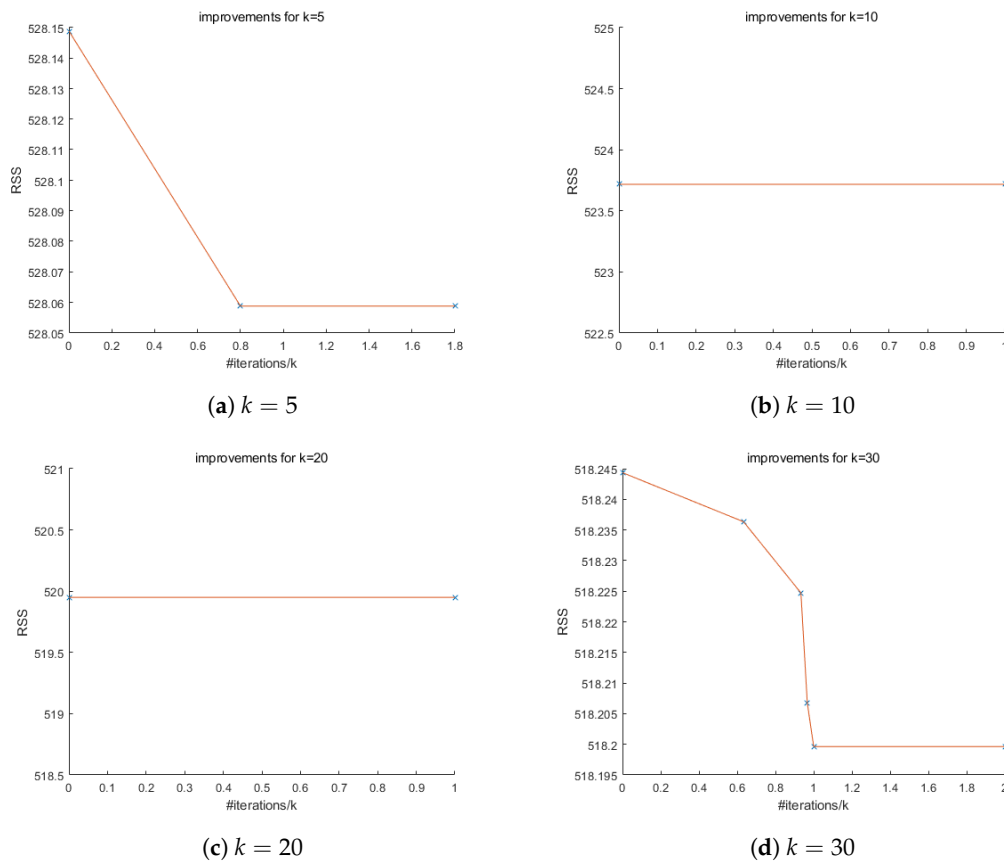 improvements for k=5
528.15
528.14
528.13
528.12
528.11
528.1
528.09
528.08
528.07
528.06
528.05
RSS
0 0.2 0.4 0.6 0.8 1 1.2 1.4 1.6 1.8
#iterations/k
(a) k = 5
improvements for k=10
525
524.5
524
523.5
523
522.5
RSS
0 0.1 0.2 0.3 0.4 0.5 0.6 0.7 0.8 0.9 1
#iterations/k
(b) k = 10
improvements for k=20
521
520.5
520
519.5
519
518.5
RSS
0 0.1 0.2 0.3 0.4 0.5 0.6 0.7 0.8 0.9 1
#iterations/k
(c) k = 20
improvements for k=30
518.245
518.24
518.235
518.23
518.225
518.22
518.215
518.21
518.205
518.2
518.195
RSS
0 0.2 0.4 0.6 0.8 1 1.2 1.4 1.6 1.8 2
#iterations/k
(d) k = 30